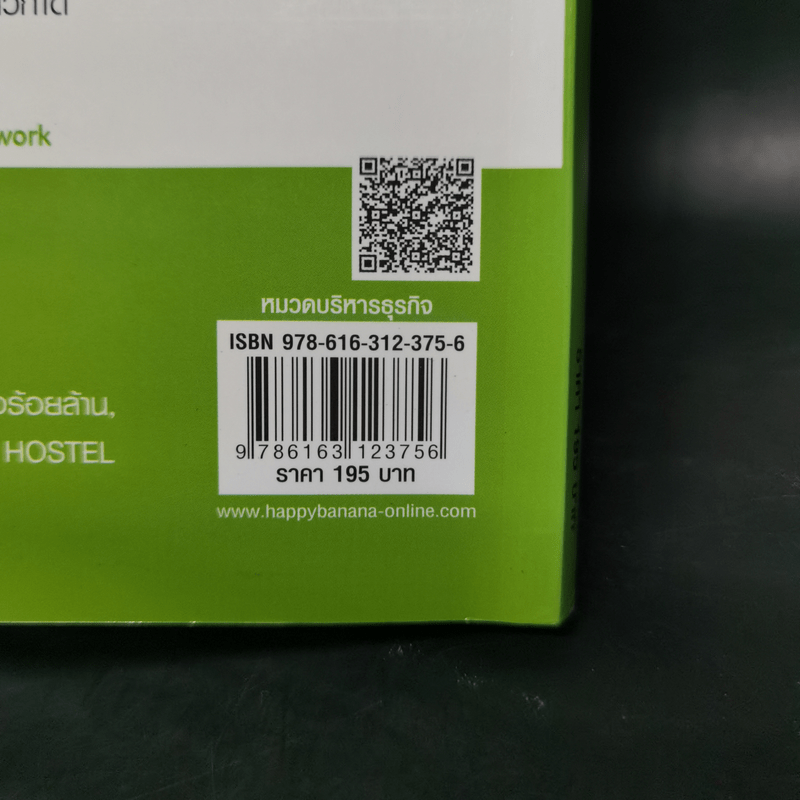 work
หมวดบริหารธุรกิจ
ISBN 978-616-312-375-6
9 786163 123756
ราคา 195 บาท
ร้อยล้าน,
HOSTEL
www.happybanana-online.com